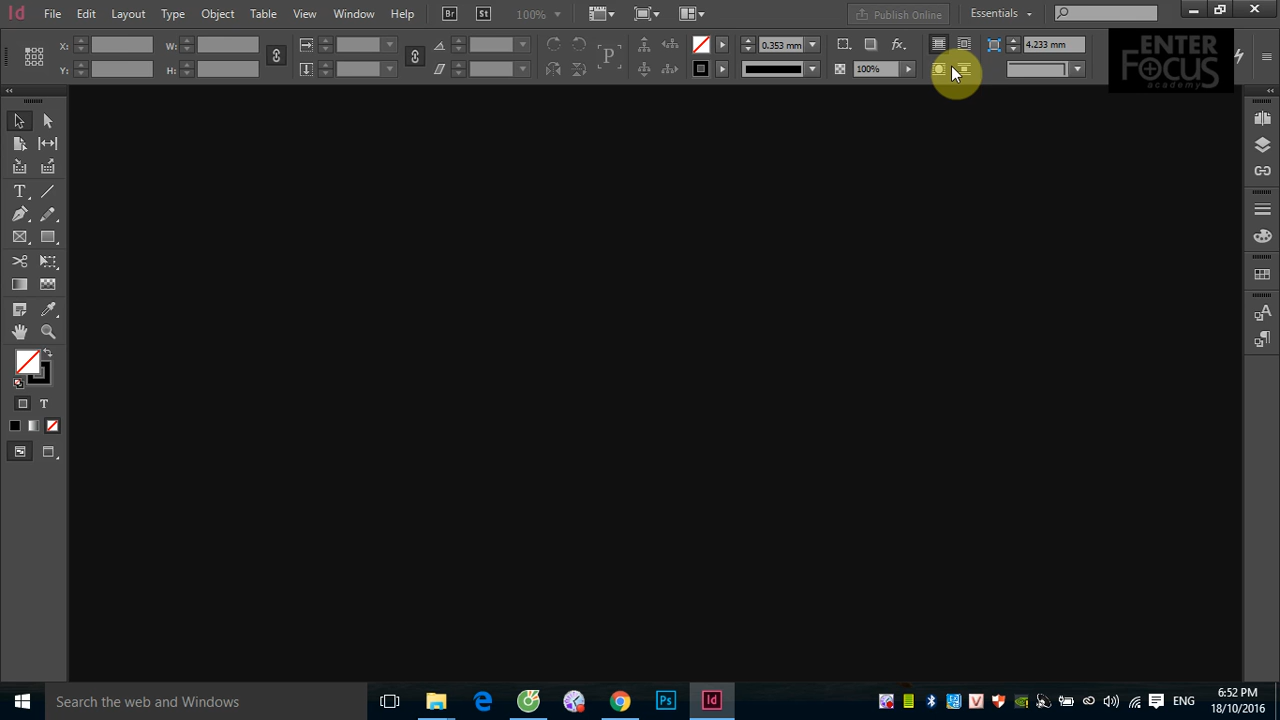 Id File Edit Layout Type Object Table View Window Help Br St 100% Publish Online Essentials
X: W: 0.353 mm 4.233 mm
Y: H: P 100%
ENTER
FOCUS
academy
T
T
A
Search the web and Windows
Ps Id
ENG
6:52 PM
18/10/2016